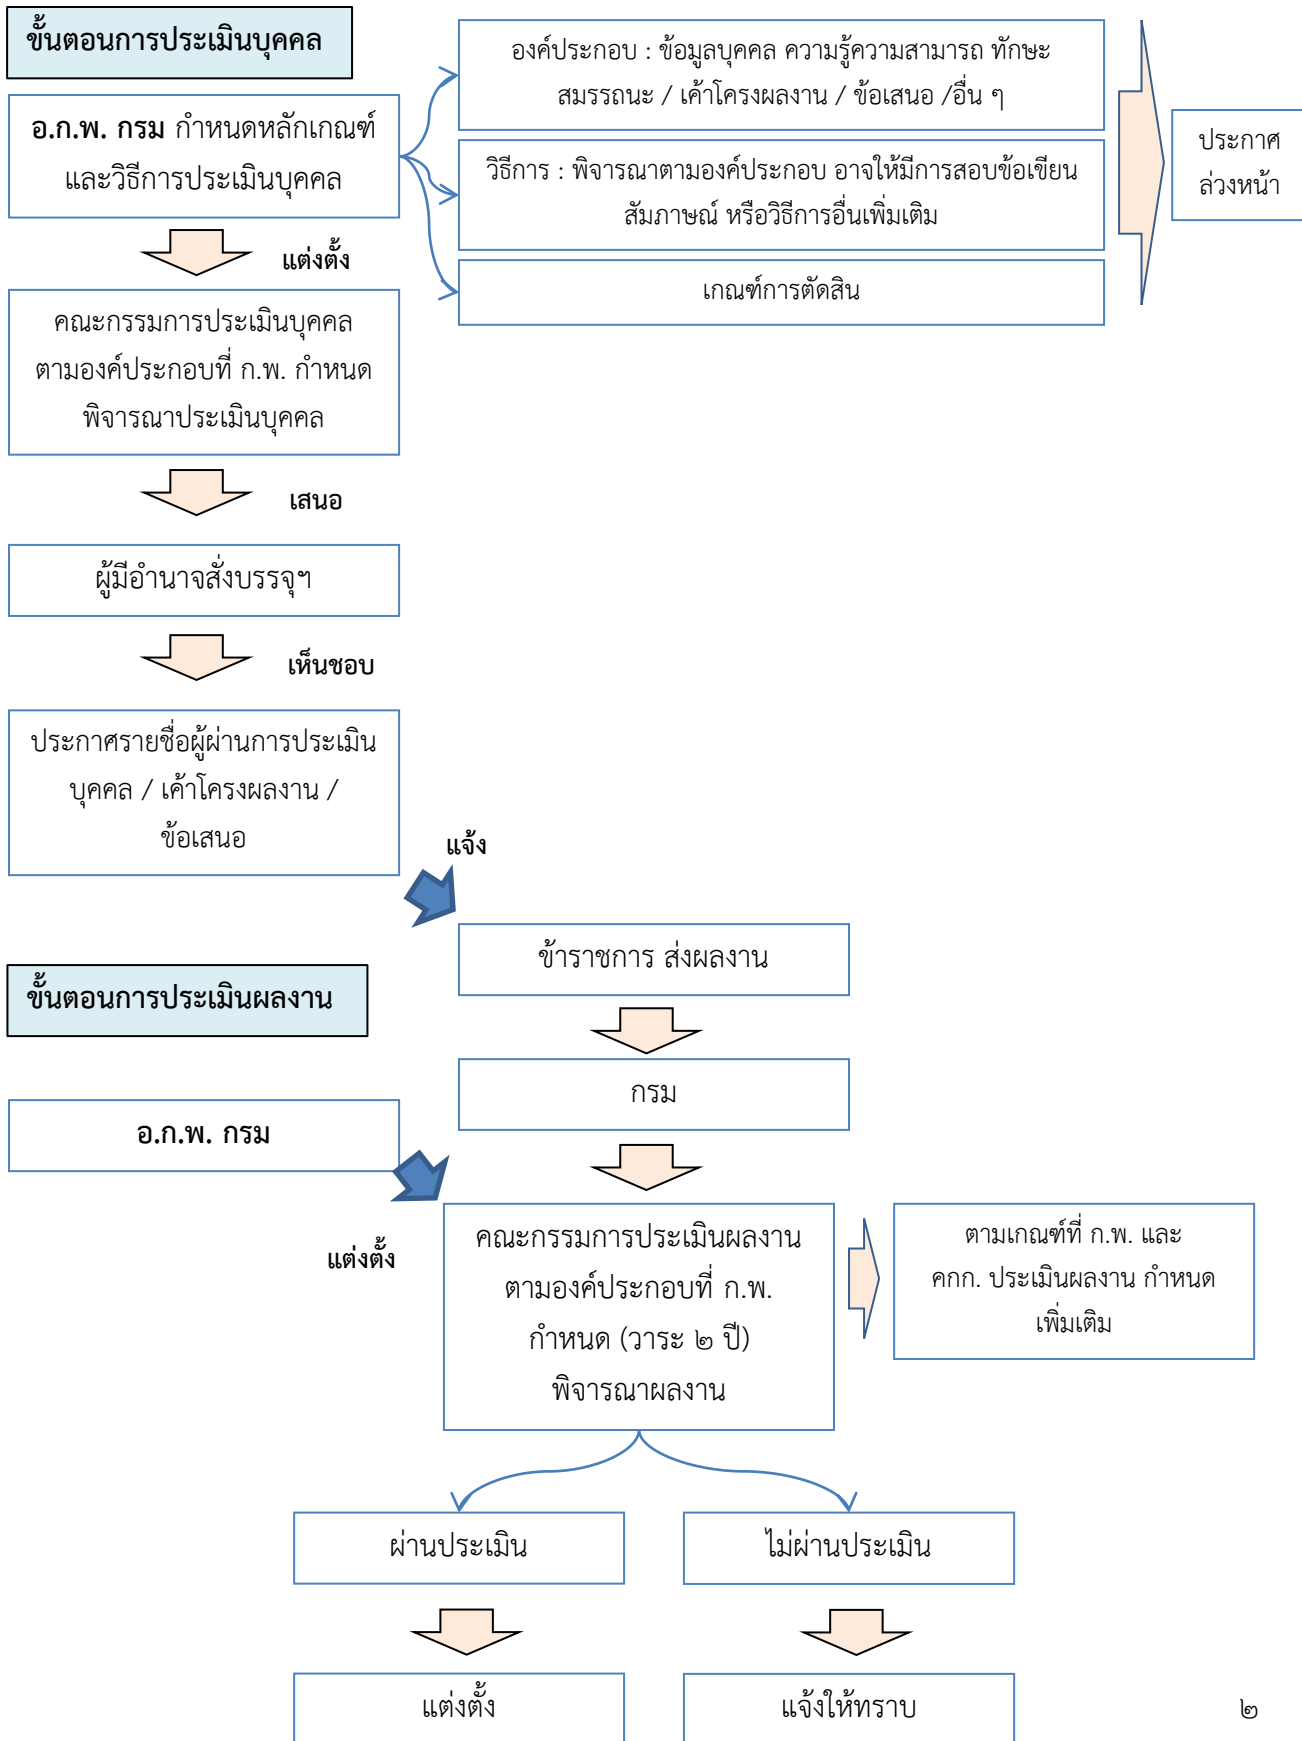 ขั้นตอนการประเมินบุคคล
อ.ก.พ. กรม กำหนดหลักเกณฑ์
และวิธีการประเมินบุคคล
องค์ประกอบ : ข้อมูลบุคคล ความรู้ความสามารถ ทักษะ
สมรรถนะ / เค้าโครงผลงาน / ข้อเสนอ /อื่น ๆ
วิธีการ : พิจารณาตามองค์ประกอบ อาจให้มีการสอบข้อเขียน
สัมภาษณ์ หรือวิธีการอื่นเพิ่มเติม
เกณฑ์การตัดสิน
ประกาศ
ล่วงหน้า
แต่งตั้ง
คณะกรรมการประเมินบุคคล
ตามองค์ประกอบที่ ก.พ. กำหนด
พิจารณาประเมินบุคคล
เสนอ
ผู้มีอำนาจสั่งบรรจุฯ
เห็นชอบ
ประกาศรายชื่อผู้ผ่านการประเมิน
บุคคล / เค้าโครงผลงาน /
ข้อเสนอ
แจ้ง
ข้าราชการ ส่งผลงาน
ขั้นตอนการประเมินผลงาน
กรม
อ.ก.พ. กรม
แต่งตั้ง
คณะกรรมการประเมินผลงาน
ตามองค์ประกอบที่ ก.พ.
กำหนด (วาระ ๒ ปี)
พิจารณาผลงาน
ตามเกณฑ์ที่ ก.พ. และ
คกก. ประเมินผลงาน กำหนด
เพิ่มเติม
ผ่านประเมิน
ไม่ผ่านประเมิน
แต่งตั้ง
แจ้งให้ทราบ
๒